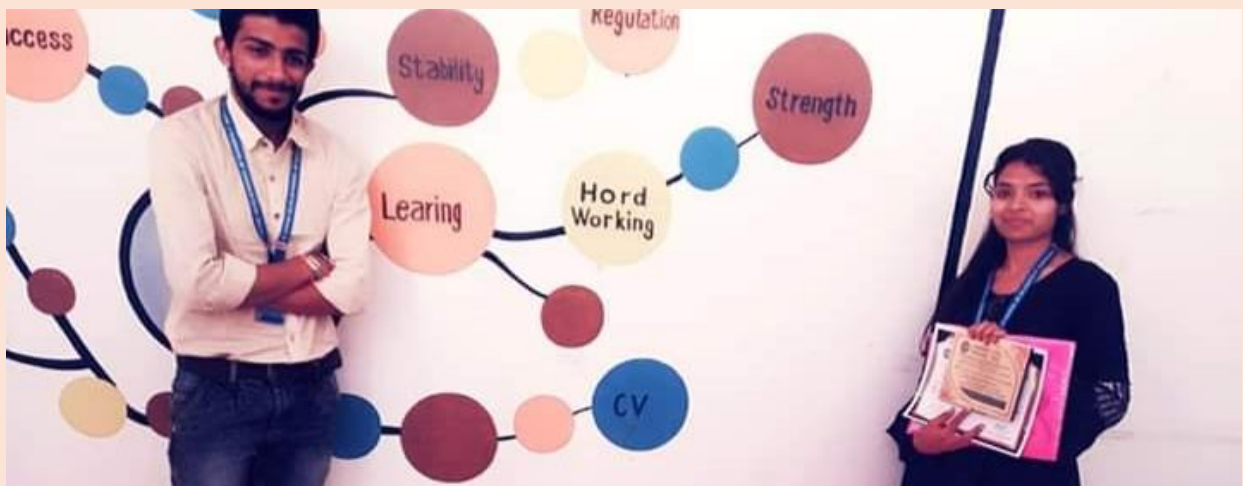 ccess
Stability
Regulation
Strength
Learing
Hord
Working
CV